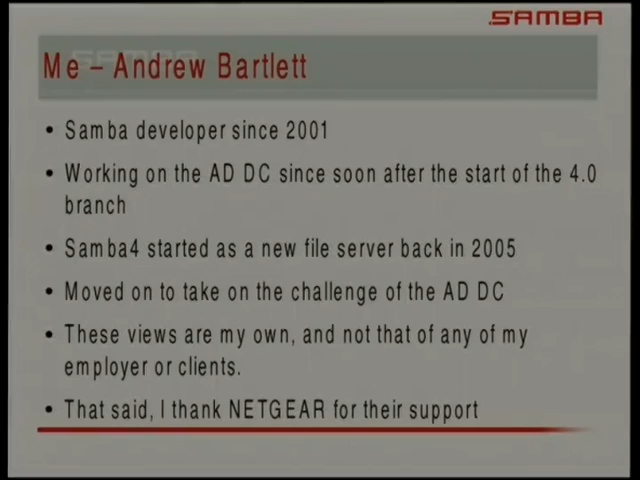 SAMBA
Me – Andrew Bartlett
• Samba developer since 2001
• Working on the AD DC since soon after the start of the 4.0
branch
• Samba4 started as a new file server back in 2005
• Moved on to take on the challenge of the AD DC
• These views are my own, and not that of any of my
employer or clients.
• That said, I thank NETGEAR for their support